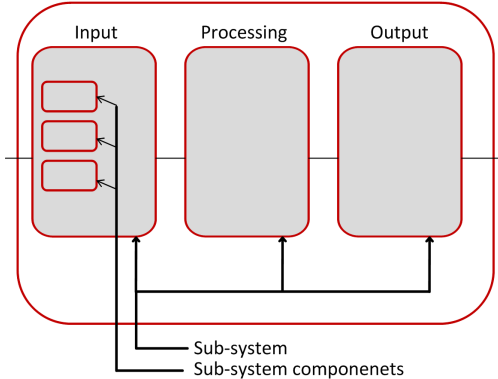 Input
Processing
Output
Sub-system
Sub-system componenets